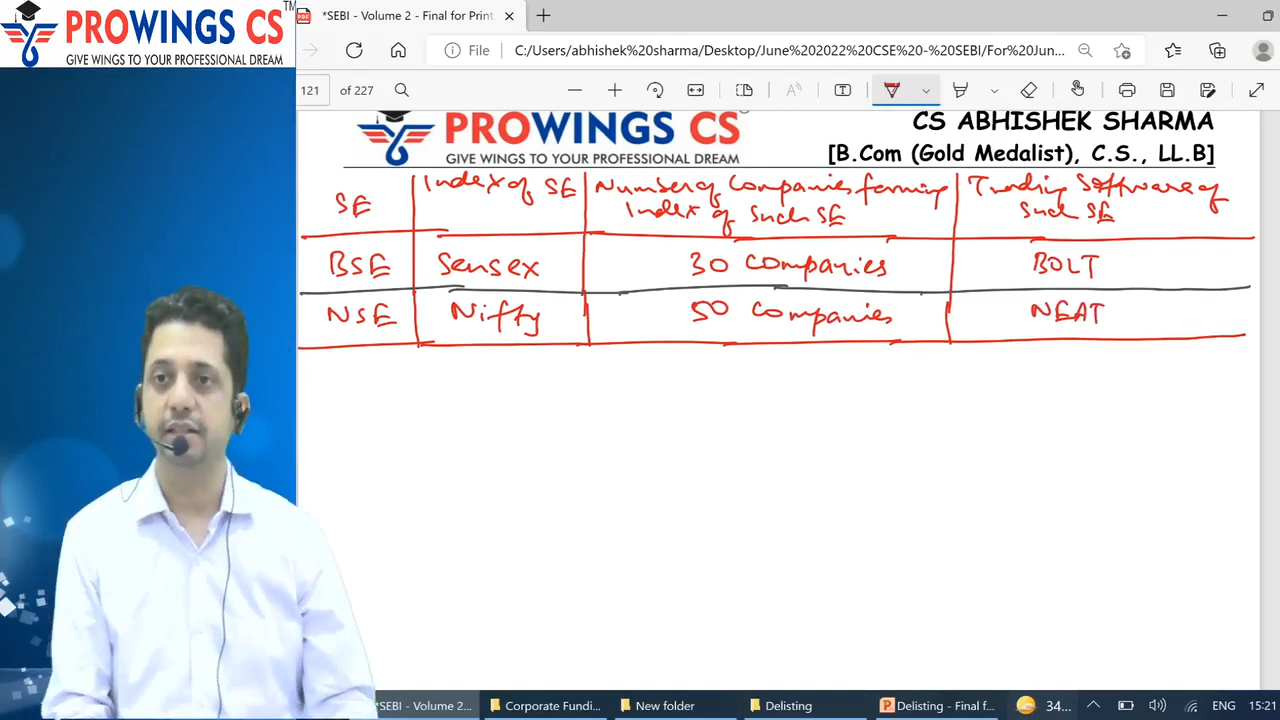 PROWINGS CS TM
GIVE WINGS TO YOUR PROFESSIONAL DREAM
*SEBI - Volume 2 - Final for Print
File C:/Users/abhishek%20sharma/Desktop/June%202022%20CSE%20-%20SEBI/For%20Jun...
121 of 227
PROWINGS CS
GIVE WINGS TO YOUR PROFESSIONAL DREAM
CS ABHISHEK SHARMA
[B.Com (Gold Medalist), C.S., LL.B]
SE
Index of SE
Number of Companies forming
Index of Such SE
Trading Software of
Such SE
BSE Sensex 30 Companies BOLT
NSE Nifty 50 Companies NEAT
*SEBI - Volume 2... Corporate Fundi... New folder Delisting Delisting - Final f... 34... 15:21